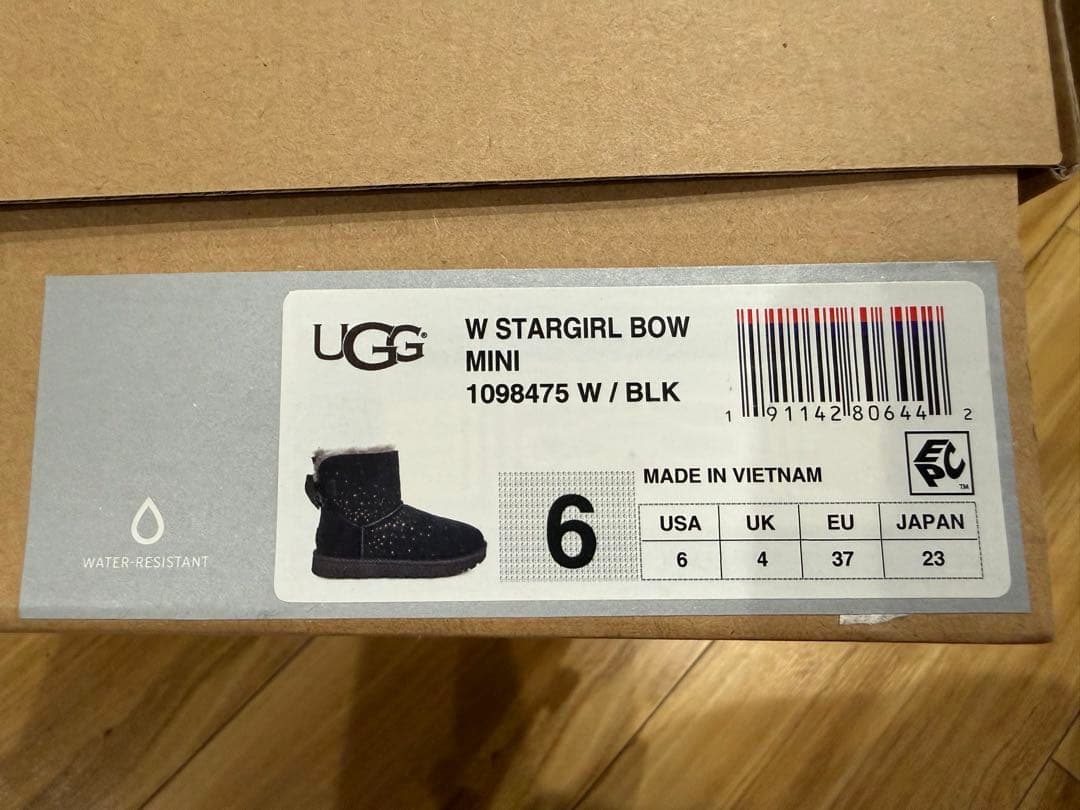 UGG®
W STARGIRL BOW
MINI
1098475 W / BLK
1 91142 80644 2
EPC
TM
MADE IN VIETNAM
6
USA UK EU JAPAN
6 4 37 23
WATER-RESISTANT